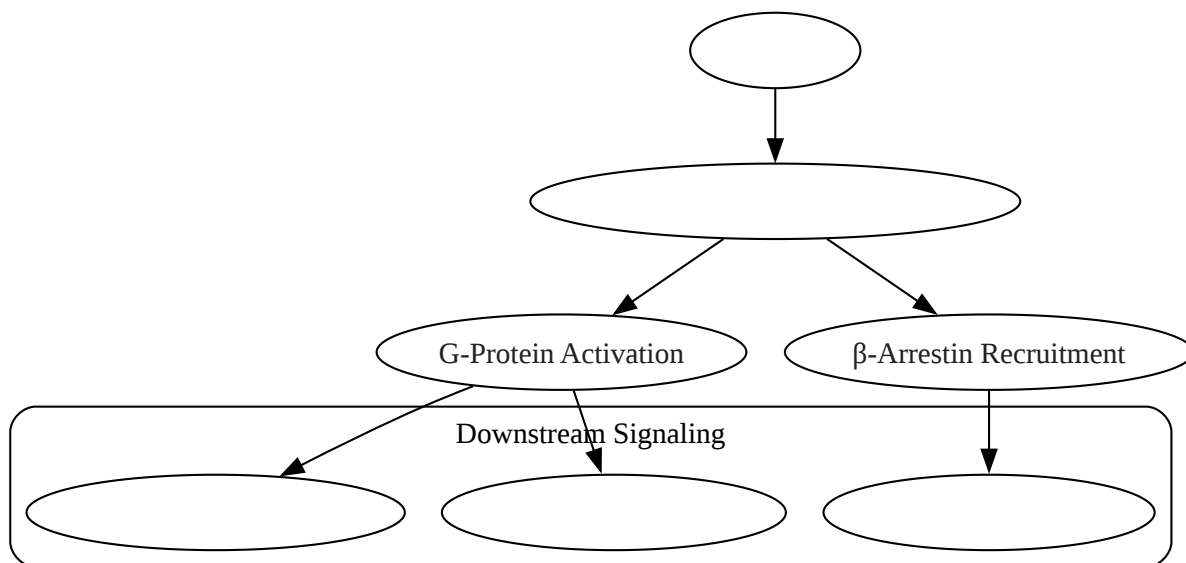 G-Protein Activation
β-Arrestin Recruitment
Downstream Signaling